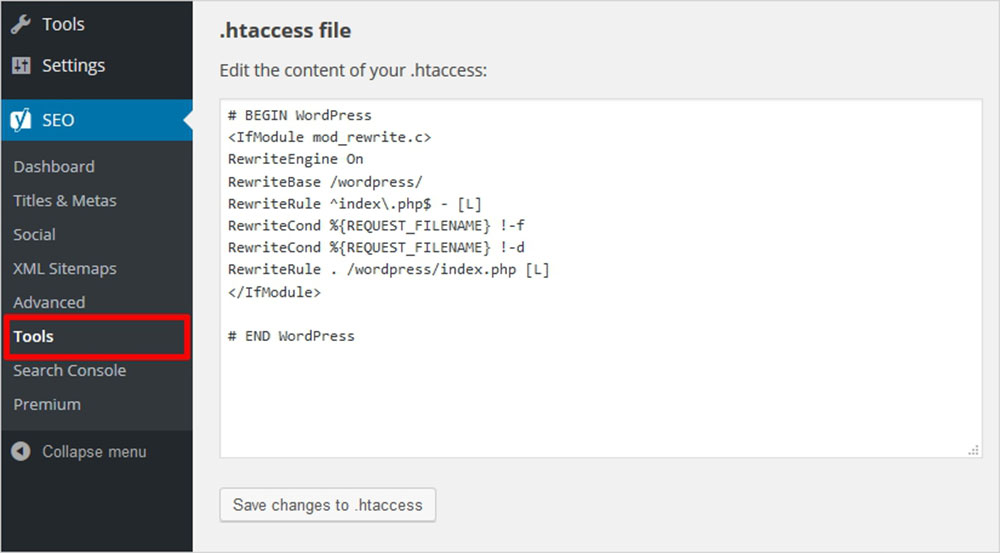 Tools
Settings
SEO
Dashboard
Titles & Metas
Social
XML Sitemaps
Advanced
Tools
Search Console
Premium
Collapse menu
.htaccess file
Edit the content of your .htaccess:
# BEGIN WordPress
<IfModule mod_rewrite.c>
RewriteEngine On
RewriteBase /wordpress/
RewriteRule ^index\.php$ - [L]
RewriteCond %{REQUEST_FILENAME} !-f
RewriteCond %{REQUEST_FILENAME} !-d
RewriteRule . /wordpress/index.php [L]
</IfModule>
# END WordPress
Save changes to .htaccess